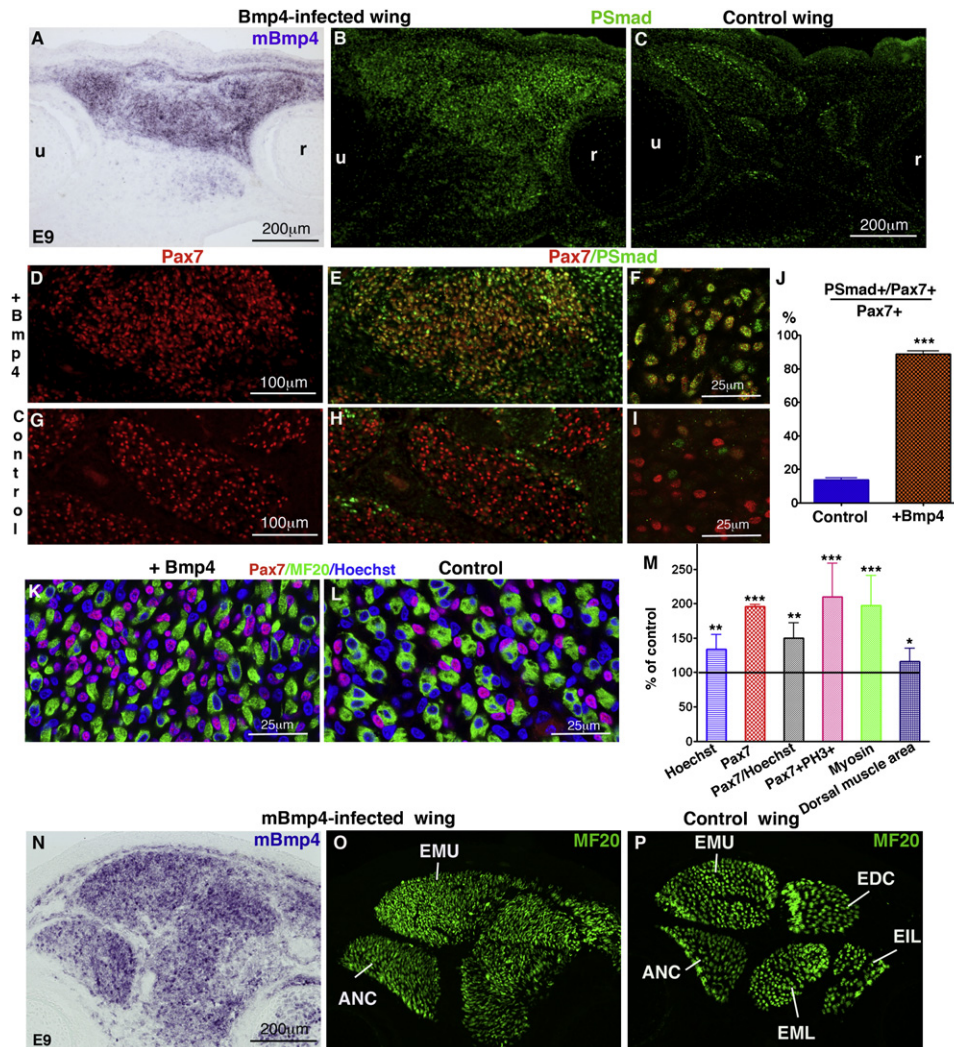 Bmp4-infected wing
PSmad
Control wing
A
mBmp4
B
C
u
r
u
r
u
r
E9
200µm
200µm
Pax7
Pax7/PSmad
+Bmp4
D
100µm
E
F
25µm
J
PSmad+/Pax7+
Pax7+
%
100
80
60
40
20
0
***
Control
+Bmp4
Control
G
100µm
H
I
25µm
+ Bmp4
Pax7/MF20/Hoechst
Control
K
25µm
L
25µm
M
% of control
250
200
150
100
50
0
**
***
**
***
***
*
Hoechst
Pax7
Pax7/Hoechst
Pax7+PH3+
Myosin
Dorsal muscle area
mBmp4-infected wing
Control wing
N
mBmp4
E9
200µm
O
MF20
EMU
ANC
P
MF20
EMU
EDC
EIL
ANC
EML